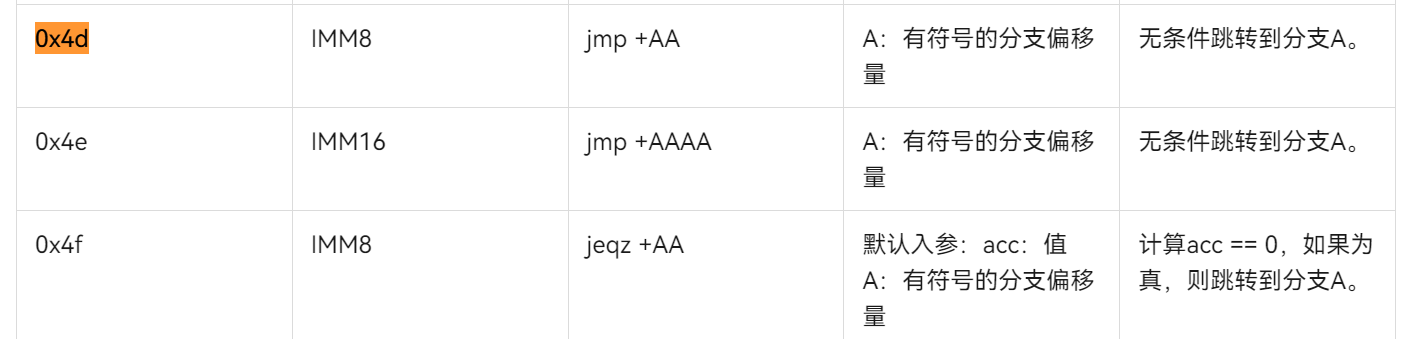 0x4d IMM8 jmp +AA A：有符号的分支偏移 无条件跳转到分支A。
量
0x4e IMM16 jmp +AAAA A：有符号的分支偏移 无条件跳转到分支A。
量
0x4f IMM8 jeqz +AA 默认入参：acc：值 计算acc == 0，如果为
A：有符号的分支偏移 真，则跳转到分支A。
量